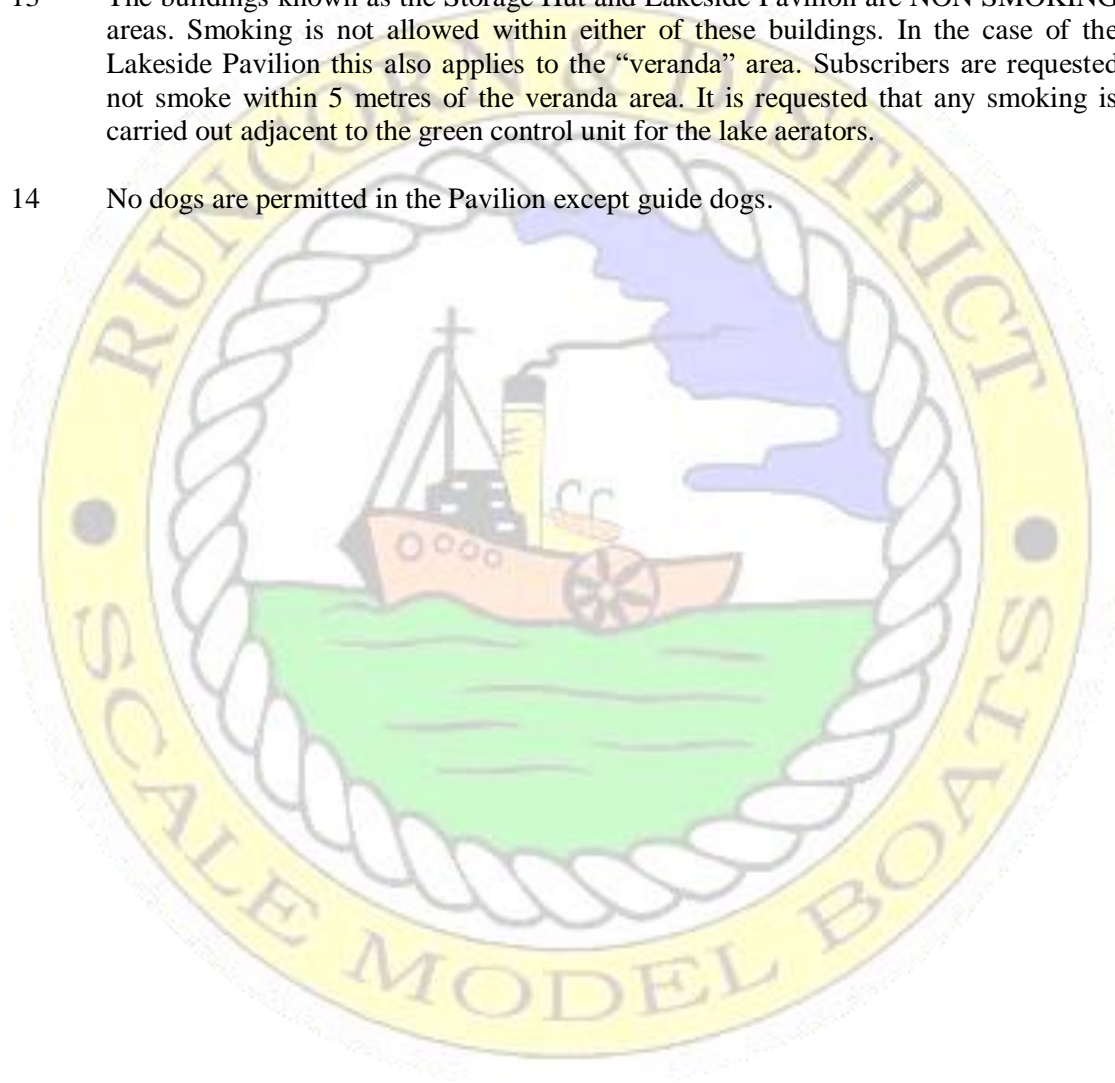 13 The buildings known as the Storage Hut and Lakeside Pavilion are NON SMOKING
areas. Smoking is not allowed within either of these buildings. In the case of the
Lakeside Pavilion this also applies to the “veranda” area. Subscribers are requested
not smoke within 5 metres of the veranda area. It is requested that any smoking is
carried out adjacent to the green control unit for the lake aerators.
14 No dogs are permitted in the Pavilion except guide dogs.
RUNCORN & DISTRICT
SCALE MODEL BOATS